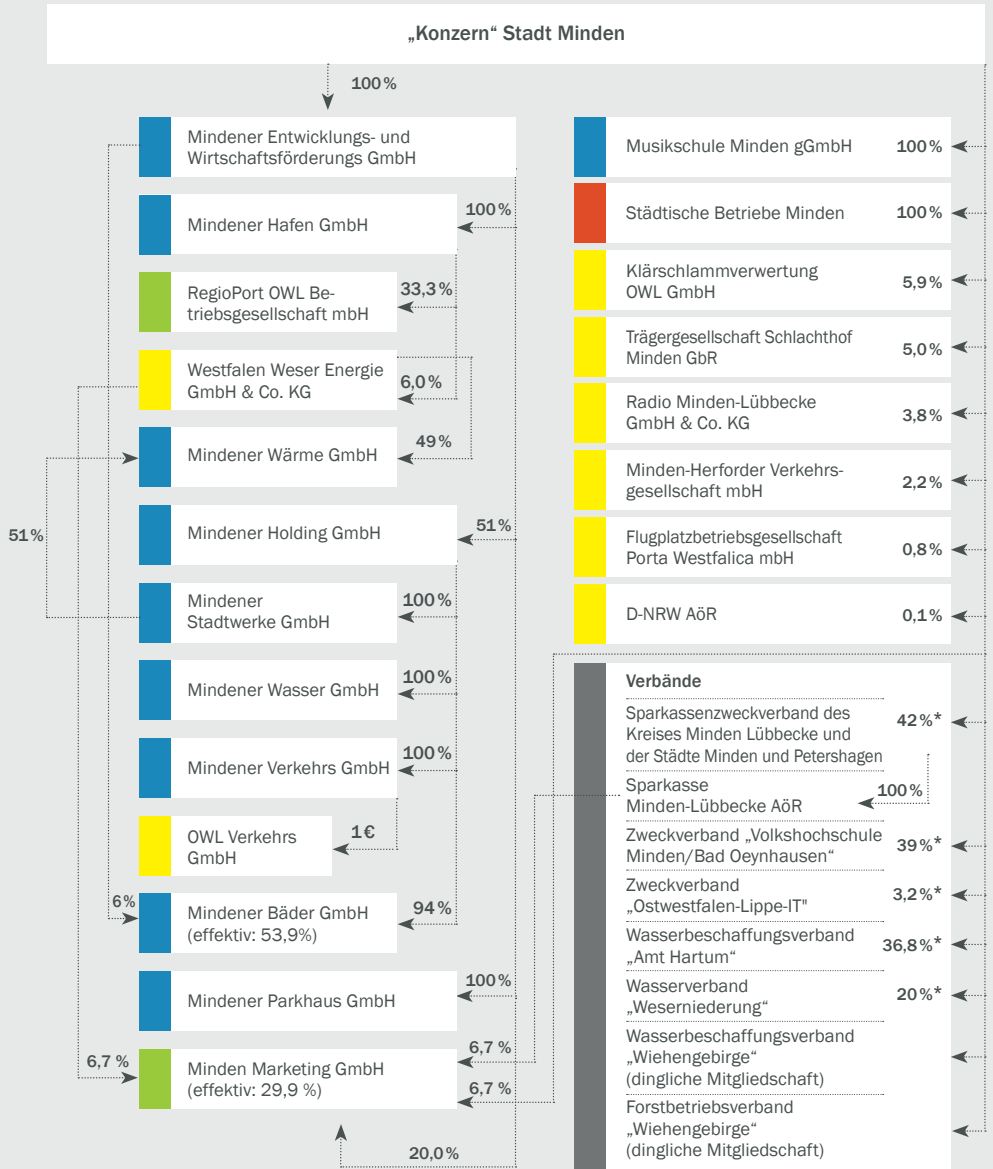 „Konzern“ Stadt Minden
100%
Mindener Entwicklungs- und
Wirtschaftsförderungs GmbH
Mindener Hafen GmbH
100%
RegioPort OWL Be-
triebsgesellschaft mbH
33,3%
Westfalen Weser Energie
GmbH & Co. KG
6,0%
Mindener Wärme GmbH
49%
51%
Mindener Holding GmbH
51%
Mindener
Stadtwerke GmbH
100%
Mindener Wasser GmbH
100%
Mindener Verkehrs GmbH
100%
OWL Verkehrs
GmbH
1€
6%
Mindener Bäder GmbH
(effektiv: 53,9%)
94%
Mindener Parkhaus GmbH
100%
6,7 %
Minden Marketing GmbH
(effektiv: 29,9 %)
6,7%
6,7%
20,0%
Musikschule Minden gGmbH
100%
Städtische Betriebe Minden
100%
Klärschlammverwertung
OWL GmbH
5,9%
Trägergesellschaft Schlachthof
Minden GbR
5,0%
Radio Minden-Lübbecke
GmbH & Co. KG
3,8%
Minden-Herforder Verkehrs-
gesellschaft mbH
2,2%
Flugplatzbetriebsgesellschaft
Porta Westfalica mbH
0,8%
D-NRW AöR
0,1%
Verbände
Sparkassenzweckverband des
Kreises Minden Lübbecke und
der Städte Minden und Petershagen
42%*
Sparkasse
Minden-Lübbecke AöR
100%
Zweckverband „Volkshochschule
Minden/Bad Oeynhausen“
39%*
Zweckverband
„Ostwestfalen-Lippe-IT"
3,2%*
Wasserbeschaffungsverband
„Amt Hartum“
36,8%*
Wasserverband
„Weserniederung“
20%*
Wasserbeschaffungsverband
„Wiehengebirge“
(dingliche Mitgliedschaft)
Forstbetriebsverband
„Wiehengebirge“
(dingliche Mitgliedschaft)